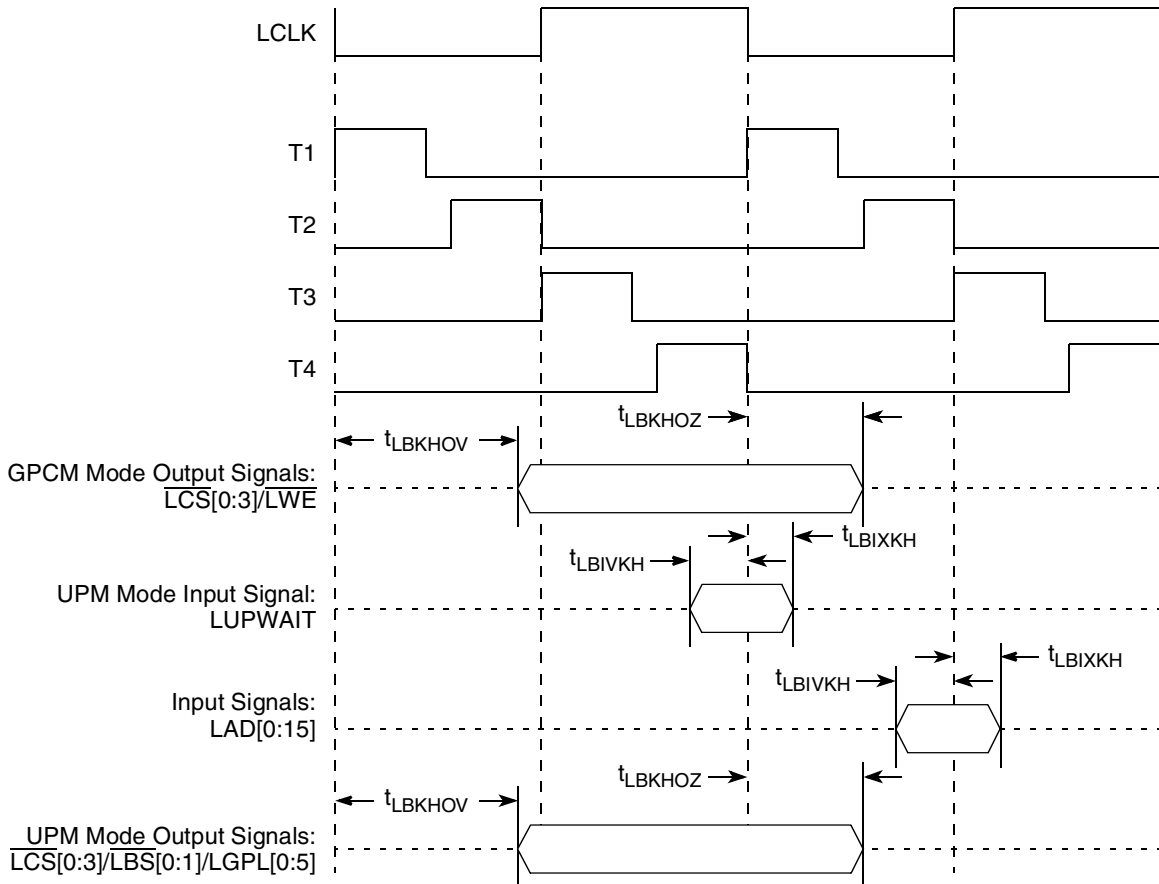 LCLK
T1
T2
T3
T4
tLBKHOZ
tLBKHOV
GPCM Mode Output Signals:
LCS[0:3]/LWE
tLBIXKH
tLBIVKH
UPM Mode Input Signal:
LUPWAIT
tLBIXKH
tLBIVKH
Input Signals:
LAD[0:15]
tLBKHOZ
tLBKHOV
UPM Mode Output Signals:
LCS[0:3]/LBS[0:1]/LGPL[0:5]